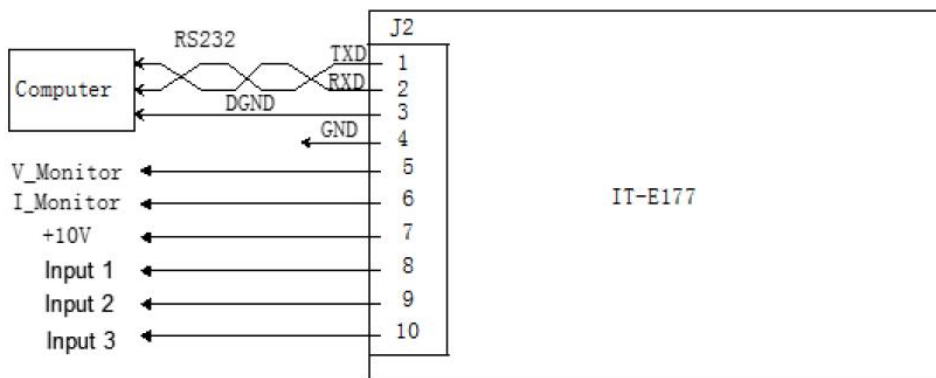 J2
RS232 TXD 1
Computer RXD 2
DGND 3
GND 4
V_Monitor 5
I_Monitor 6
IT-E177
+10V 7
Input 1 8
Input 2 9
Input 3 10